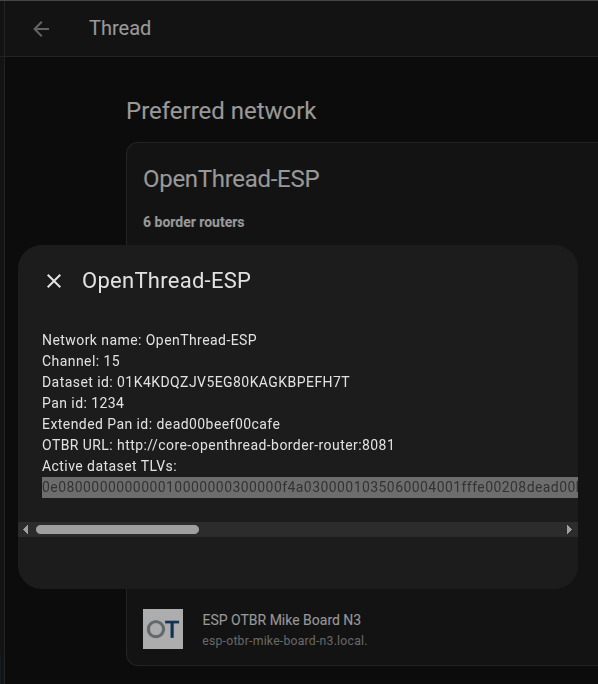 Thread
Preferred network
OpenThread-ESP
6 border routers
OpenThread-ESP
Network name: OpenThread-ESP
Channel: 15
Dataset id: 01K4KDQZJV5EG80KAGKBPEFH7T
Pan id: 1234
Extended Pan id: dead00beef00cafe
OTBR URL: http://core-openthread-border-router:8081
Active dataset TLVs:
0e080000000000010000000300000f4a0300001035060004001fffe00208dead00
OT
ESP OTBR Mike Board N3
esp-otbr-mike-board-n3.local.